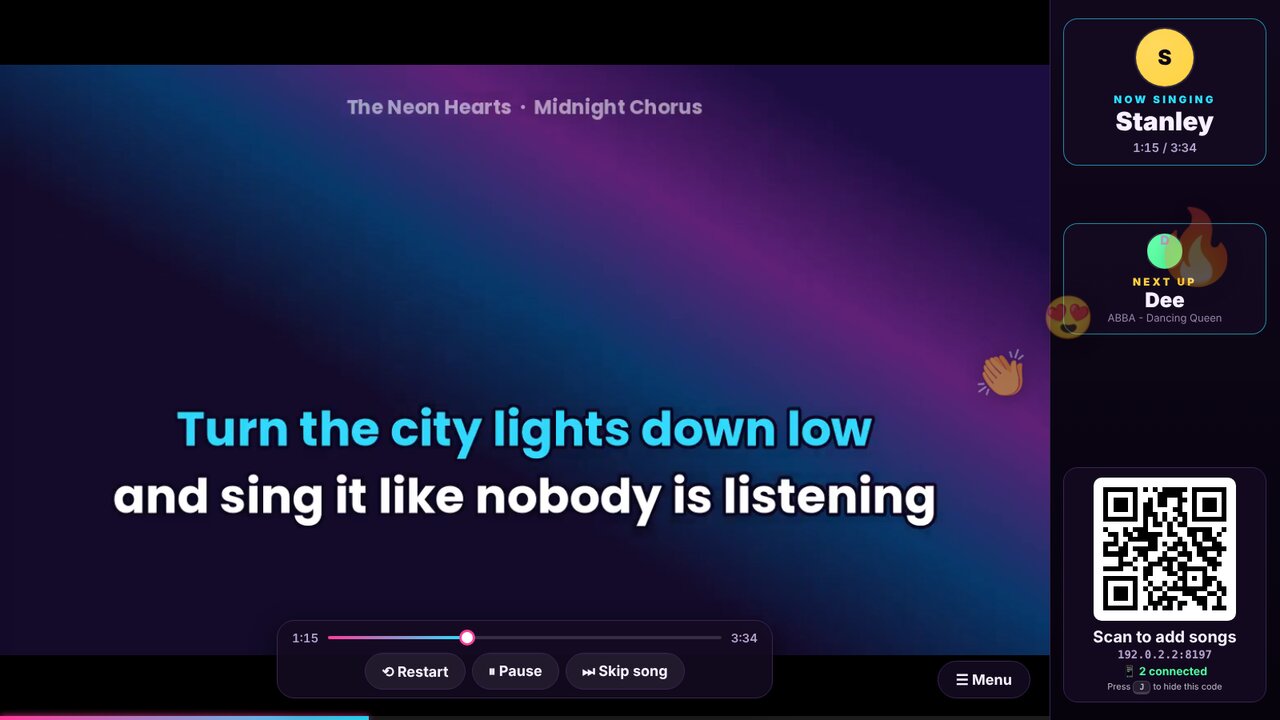 The Neon Hearts · Midnight Chorus
Turn the city lights down low
and sing it like nobody is listening
1:15
3:34
⟲ Restart
⏸ Pause
⏭ Skip song
☰ Menu
S
NOW SINGING
Stanley
1:15 / 3:34
D
NEXT UP
Dee
ABBA - Dancing Queen
Scan to add songs
192.0.2.2:8197
📱 2 connected
Press J to hide this code